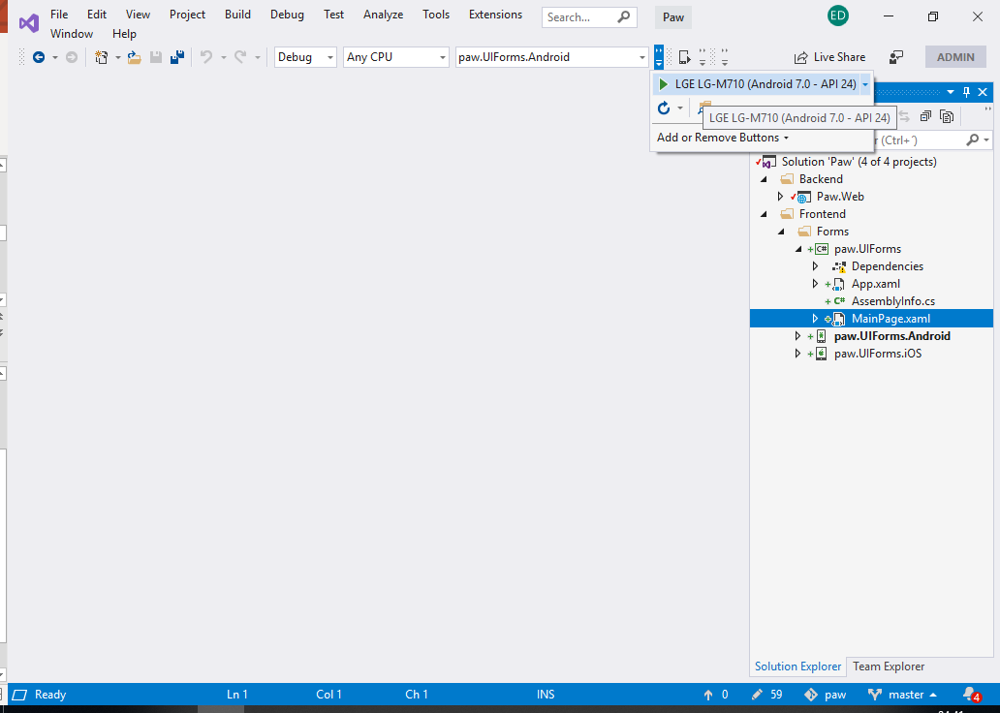 File Edit View Project Build Debug Test Analyze Tools Extensions Search... Paw ED
Window Help
Debug Any CPU paw.UIForms.Android Live Share ADMIN
LGE LG-M710 (Android 7.0 - API 24)
LGE LG-M710 (Android 7.0 - API 24)
Add or Remove Buttons
(Ctrl+´)
Solution 'Paw' (4 of 4 projects)
Backend
Paw.Web
Frontend
Forms
C# paw.UIForms
Dependencies
App.xaml
C# AssemblyInfo.cs
MainPage.xaml
paw.UIForms.Android
paw.UIForms.iOS
Solution Explorer Team Explorer
Ready Ln 1 Col 1 Ch 1 INS 0 59 paw master 4